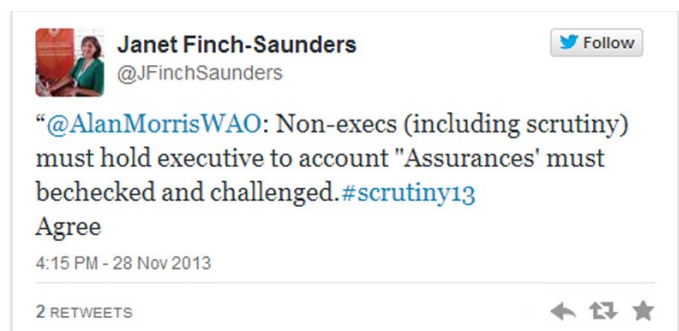 Janet Finch-Saunders
@JFinchSaunders
Follow
“@AlanMorrisWAO: Non-execs (including scrutiny)
must hold executive to account "Assurances' must
bechecked and challenged.#scrutiny13
Agree
4:15 PM - 28 Nov 2013
2 RETWEETS